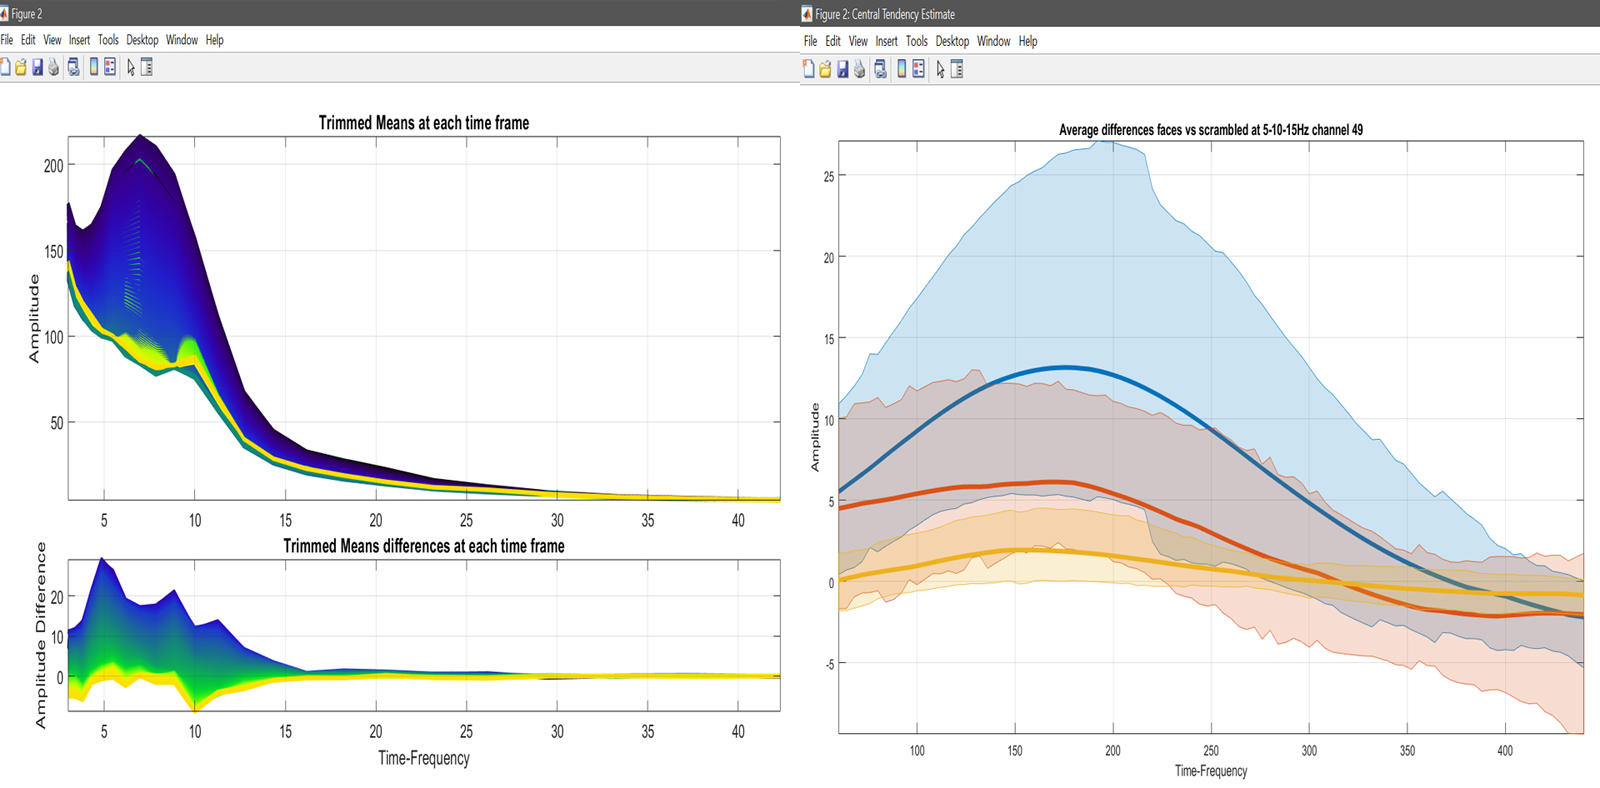 Figure 2
File Edit View Insert Tools Desktop Window Help
Trimmed Means at each time frame
200
150
100
50
Amplitude
5 10 15 20 25 30 35 40
Trimmed Means differences at each time frame
20
10
0
Amplitude Difference
5 10 15 20 25 30 35 40
Time-Frequency
Figure 2: Central Tendency Estimate
File Edit View Insert Tools Desktop Window Help
Average differences faces vs scrambled at 5-10-15Hz channel 49
25
20
15
10
5
0
-5
Amplitude
100 150 200 250 300 350 400
Time-Frequency